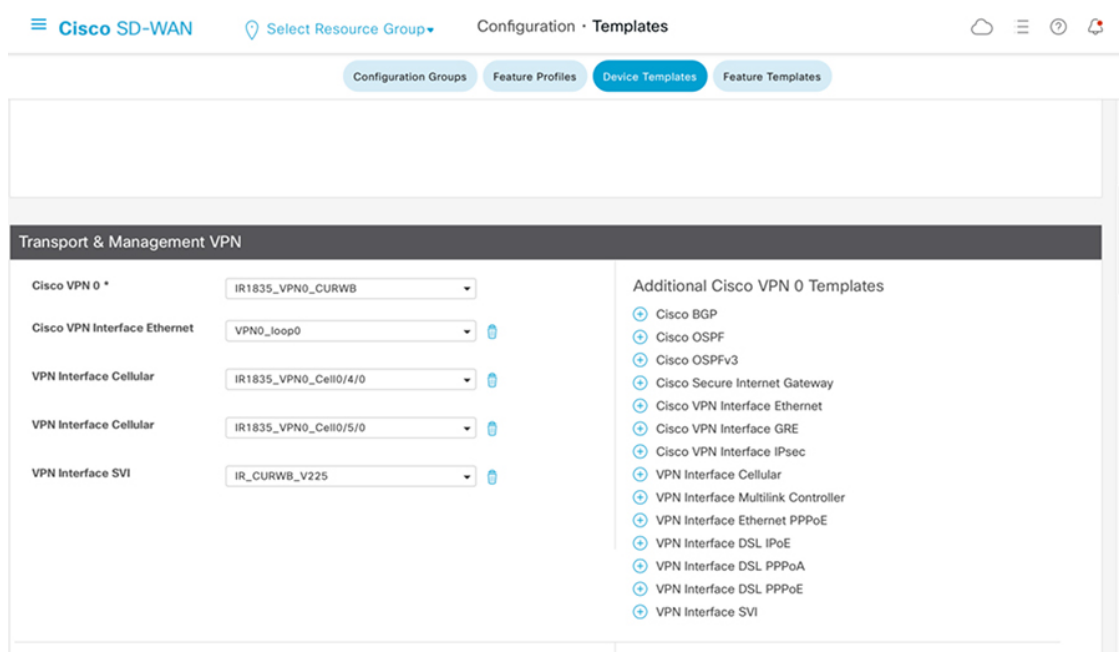 Cisco SD-WAN
Select Resource Group
Configuration · Templates
Configuration Groups
Feature Profiles
Device Templates
Feature Templates
Transport & Management VPN
Cisco VPN 0 *
IR1835_VPN0_CURWB
Cisco VPN Interface Ethernet
VPN0_loop0
VPN Interface Cellular
IR1835_VPN0_Cell0/4/0
VPN Interface Cellular
IR1835_VPN0_Cell0/5/0
VPN Interface SVI
IR_CURWB_V225
Additional Cisco VPN 0 Templates
Cisco BGP
Cisco OSPF
Cisco OSPFv3
Cisco Secure Internet Gateway
Cisco VPN Interface Ethernet
Cisco VPN Interface GRE
Cisco VPN Interface IPsec
VPN Interface Cellular
VPN Interface Multilink Controller
VPN Interface Ethernet PPPoE
VPN Interface DSL IPoE
VPN Interface DSL PPPoA
VPN Interface DSL PPPoE
VPN Interface SVI